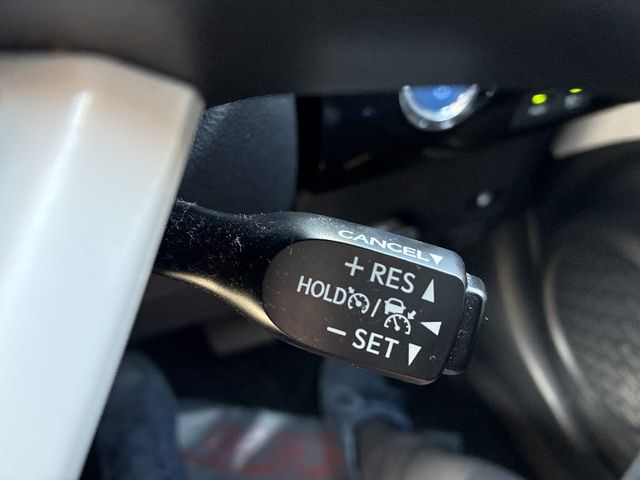 CANCEL▼
+ RES ▲
HOLD / ◀
− SET ▼